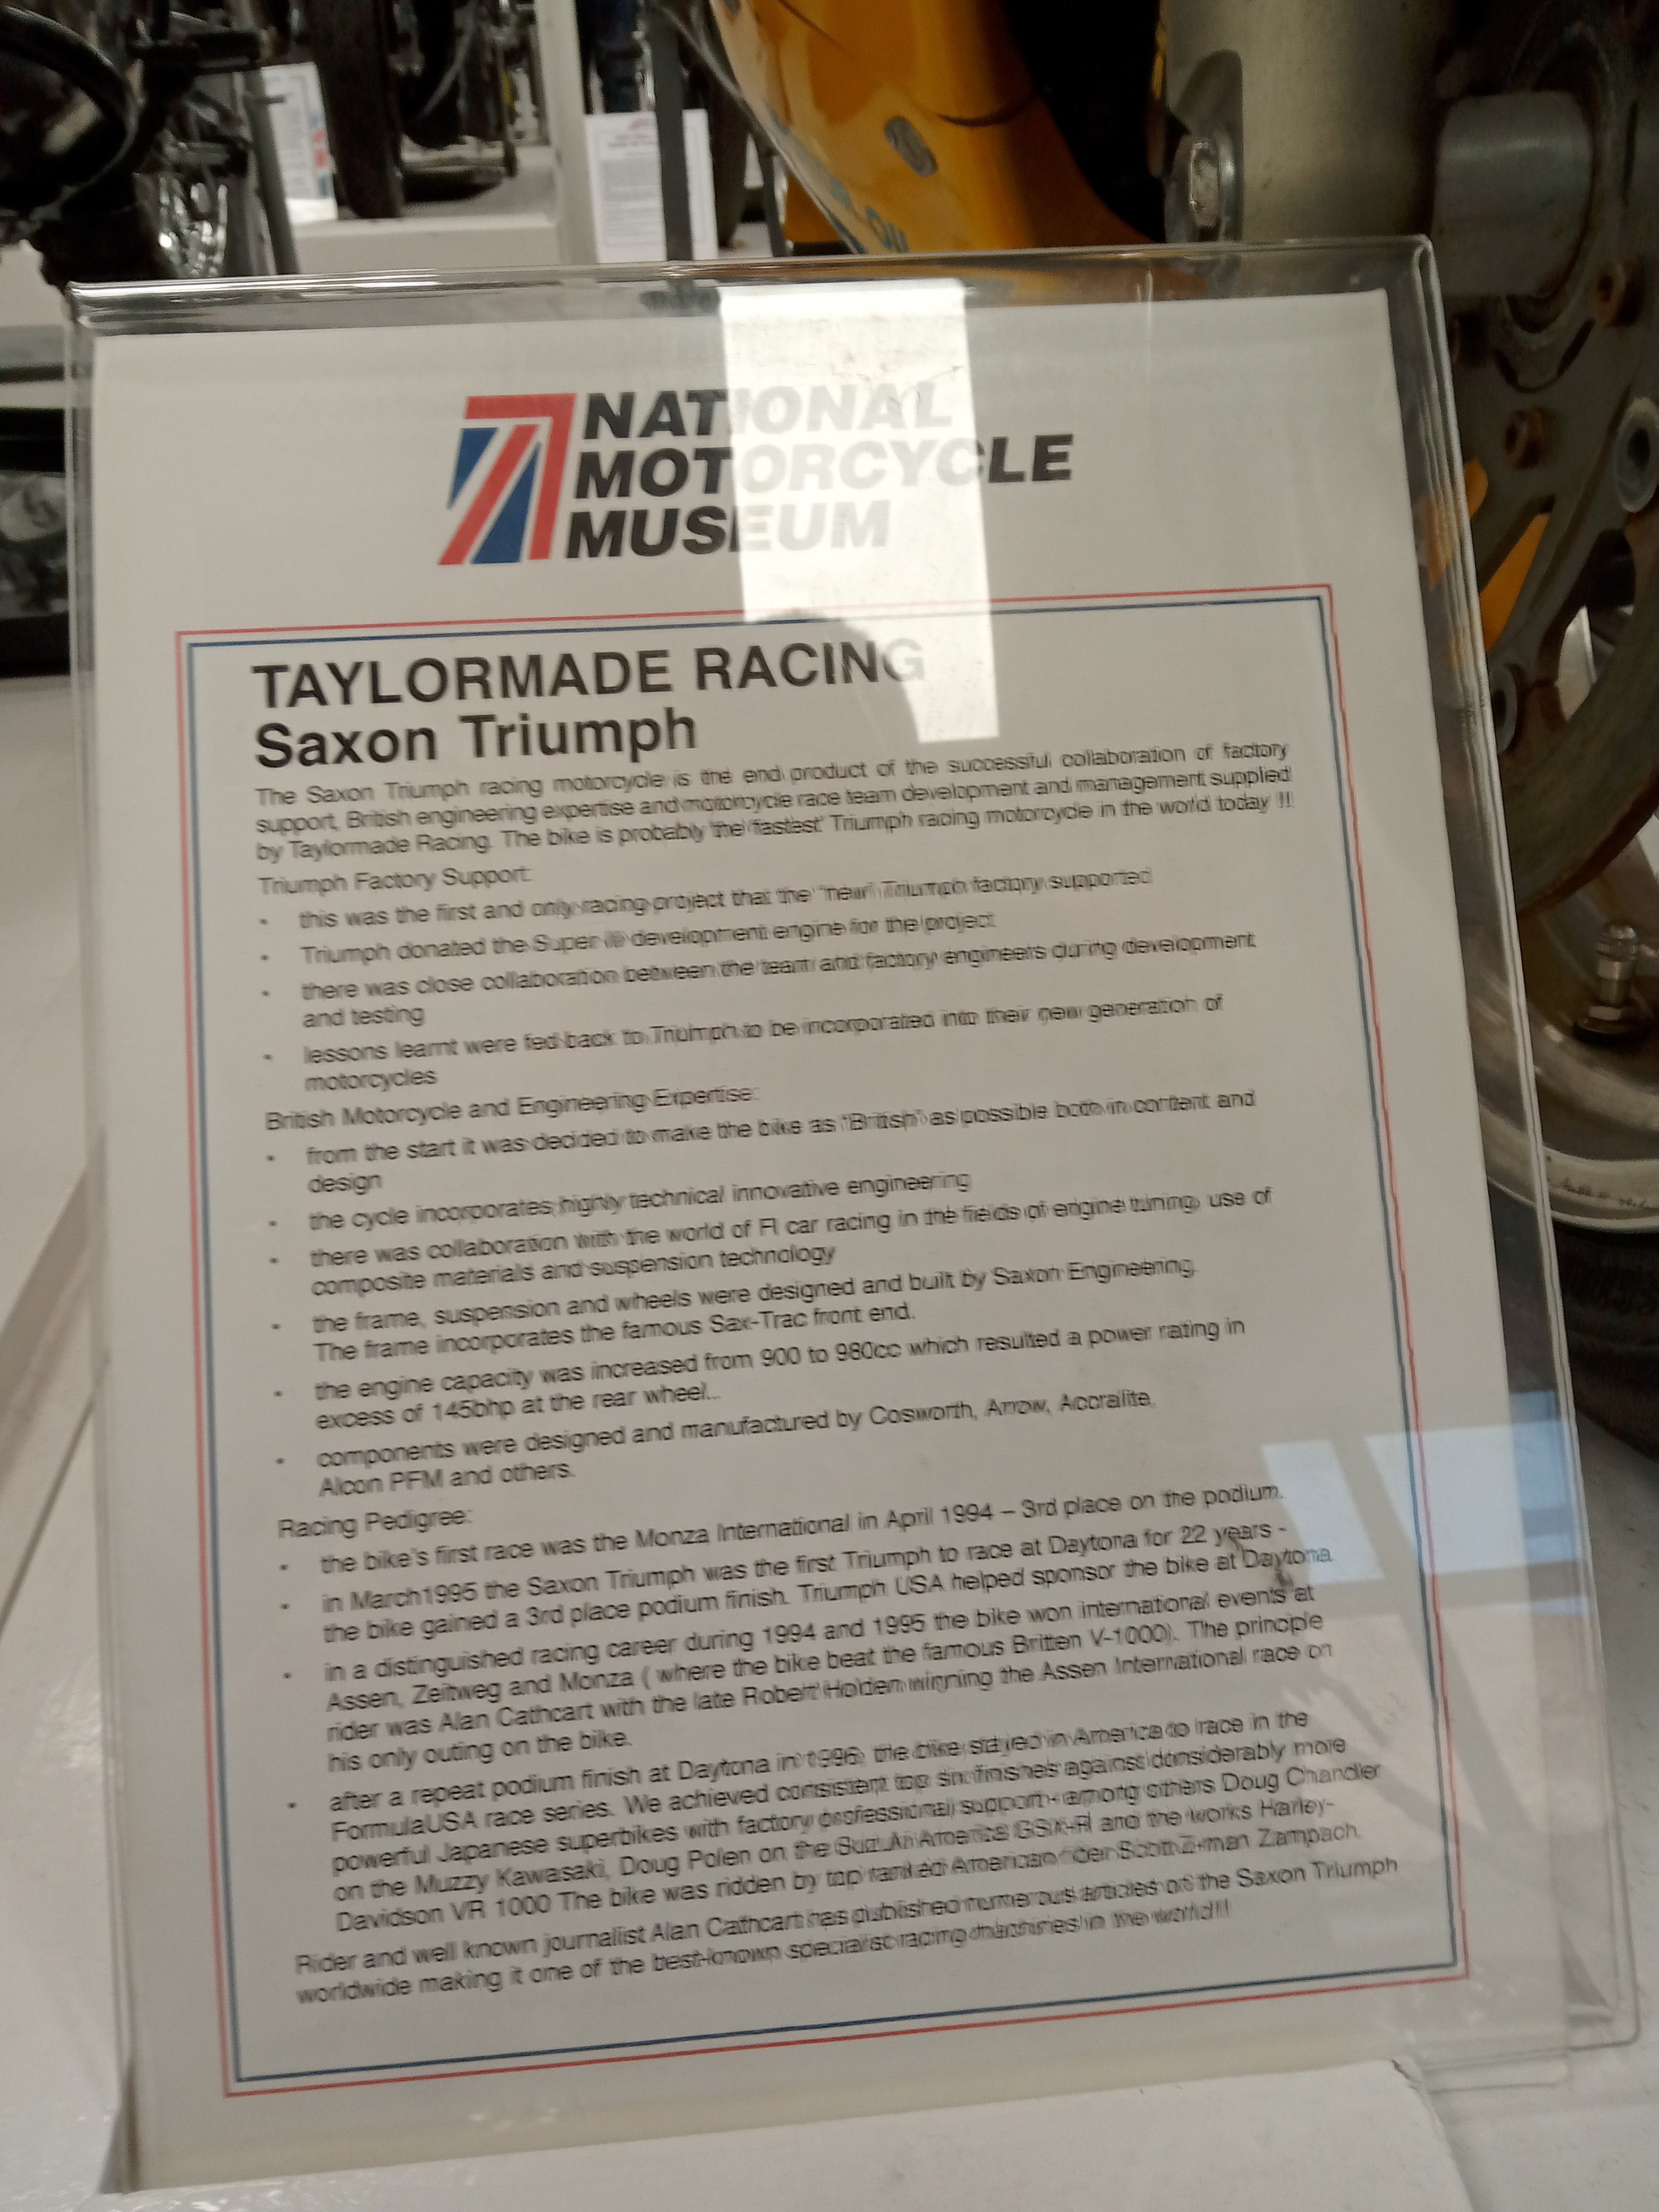 NATIONAL
MOTORCYCLE
MUSEUM
TAYLORMADE RACING
Saxon Triumph
The Saxon Triumph racing motorcycle is the end product of the successful collaboration of factory
support, British engineering expertise and motorcycle race team development and management supplied
by Taylormade Racing. The bike is probably the 'fastest' Triumph racing motorcycle in the world today !!
Triumph Factory Support:
• this was the first and only racing project that the "new" Triumph factory supported
• Triumph donated the Super III development engine for the project
• there was close collaboration between the team and factory engineers during development
and testing
• lessons learnt were fed back to Triumph to be incorporated into their new generation of
motorcycles
British Motorcycle and Engineering Expertise:
• from the start it was decided to make the bike as "British" as possible both in content and
design
• the cycle incorporates highly technical innovative engineering
• there was collaboration with the world of FI car racing in the fields of engine tuning, use of
composite materials and suspension technology
• the frame, suspension and wheels were designed and built by Saxon Engineering.
The frame incorporates the famous Sax-Trac front end.
• the engine capacity was increased from 900 to 980cc which resulted a power rating in
excess of 145bhp at the rear wheel...
• components were designed and manufactured by Cosworth, Arrow, Accralite,
Alcon PFM and others.
Racing Pedigree:
• the bike's first race was the Monza International in April 1994 – 3rd place on the podium.
• in March1995 the Saxon Triumph was the first Triumph to race at Daytona for 22 years -
the bike gained a 3rd place podium finish. Triumph USA helped sponsor the bike at Daytona
• in a distinguished racing career during 1994 and 1995 the bike won international events at
Assen, Zeltweg and Monza ( where the bike beat the famous Britten V-1000). The principle
rider was Alan Cathcart with the late Robert Holden winning the Assen International race on
his only outing on the bike.
• after a repeat podium finish at Daytona in 1996, the bike stayed in America to race in the
FormulaUSA race series. We achieved consistent top six finishes against considerably more
powerful Japanese superbikes with factory professional support - among others Doug Chandler
on the Muzzy Kawasaki, Doug Polen on the Suzuki America GSX-R and the works Harley-
Davidson VR 1000 The bike was ridden by top ranked American rider Scott Zampach.
Rider and well known journalist Alan Cathcart has published numerous articles on the Saxon Triumph
worldwide making it one of the best-known specialist racing machines in the world!!!